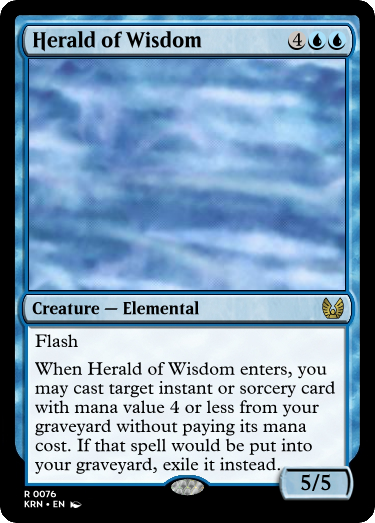 Herald of Wisdom 4
Creature — Elemental
Flash
When Herald of Wisdom enters, you
may cast target instant or sorcery card
with mana value 4 or less from your
graveyard without paying its mana
cost. If that spell would be put into
your graveyard, exile it instead.
5/5
R 0076
KRN • EN